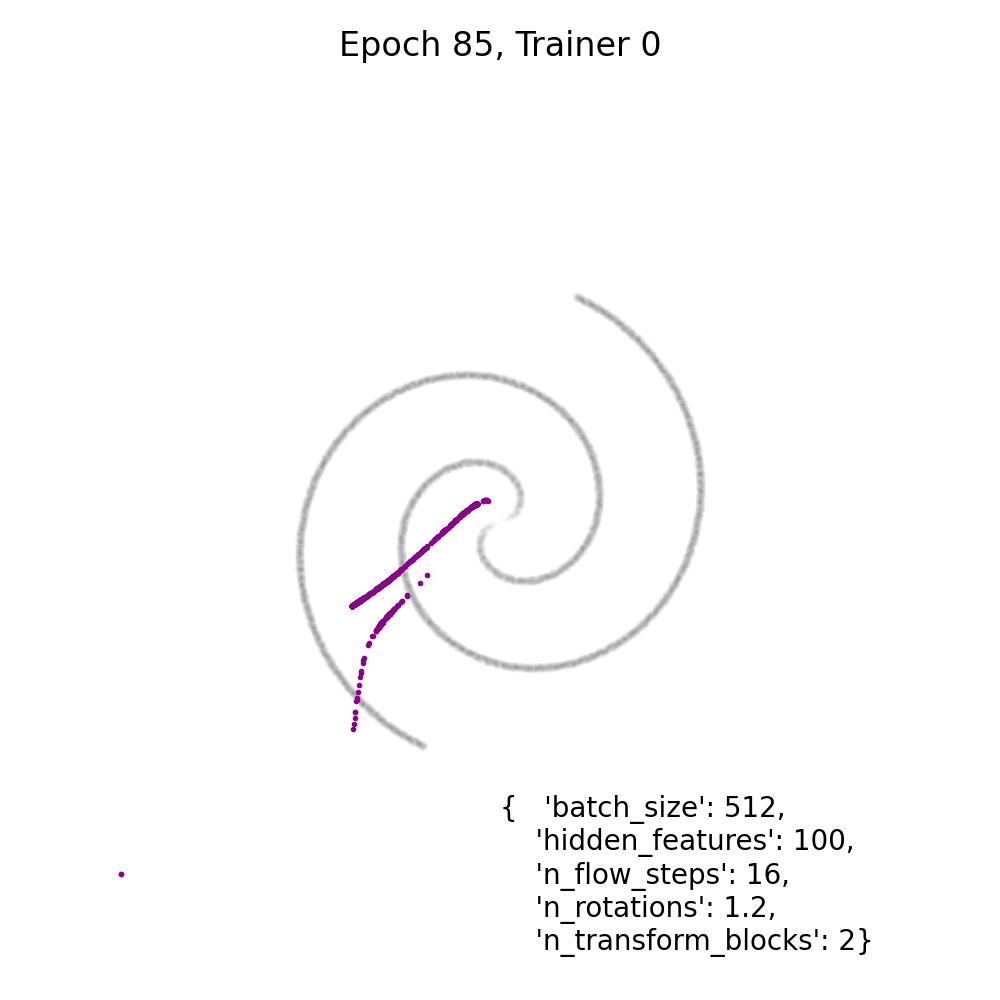 Epoch 85, Trainer 0
{   'batch_size': 512,
'hidden_features': 100,
'n_flow_steps': 16,
'n_rotations': 1.2,
'n_transform_blocks': 2}